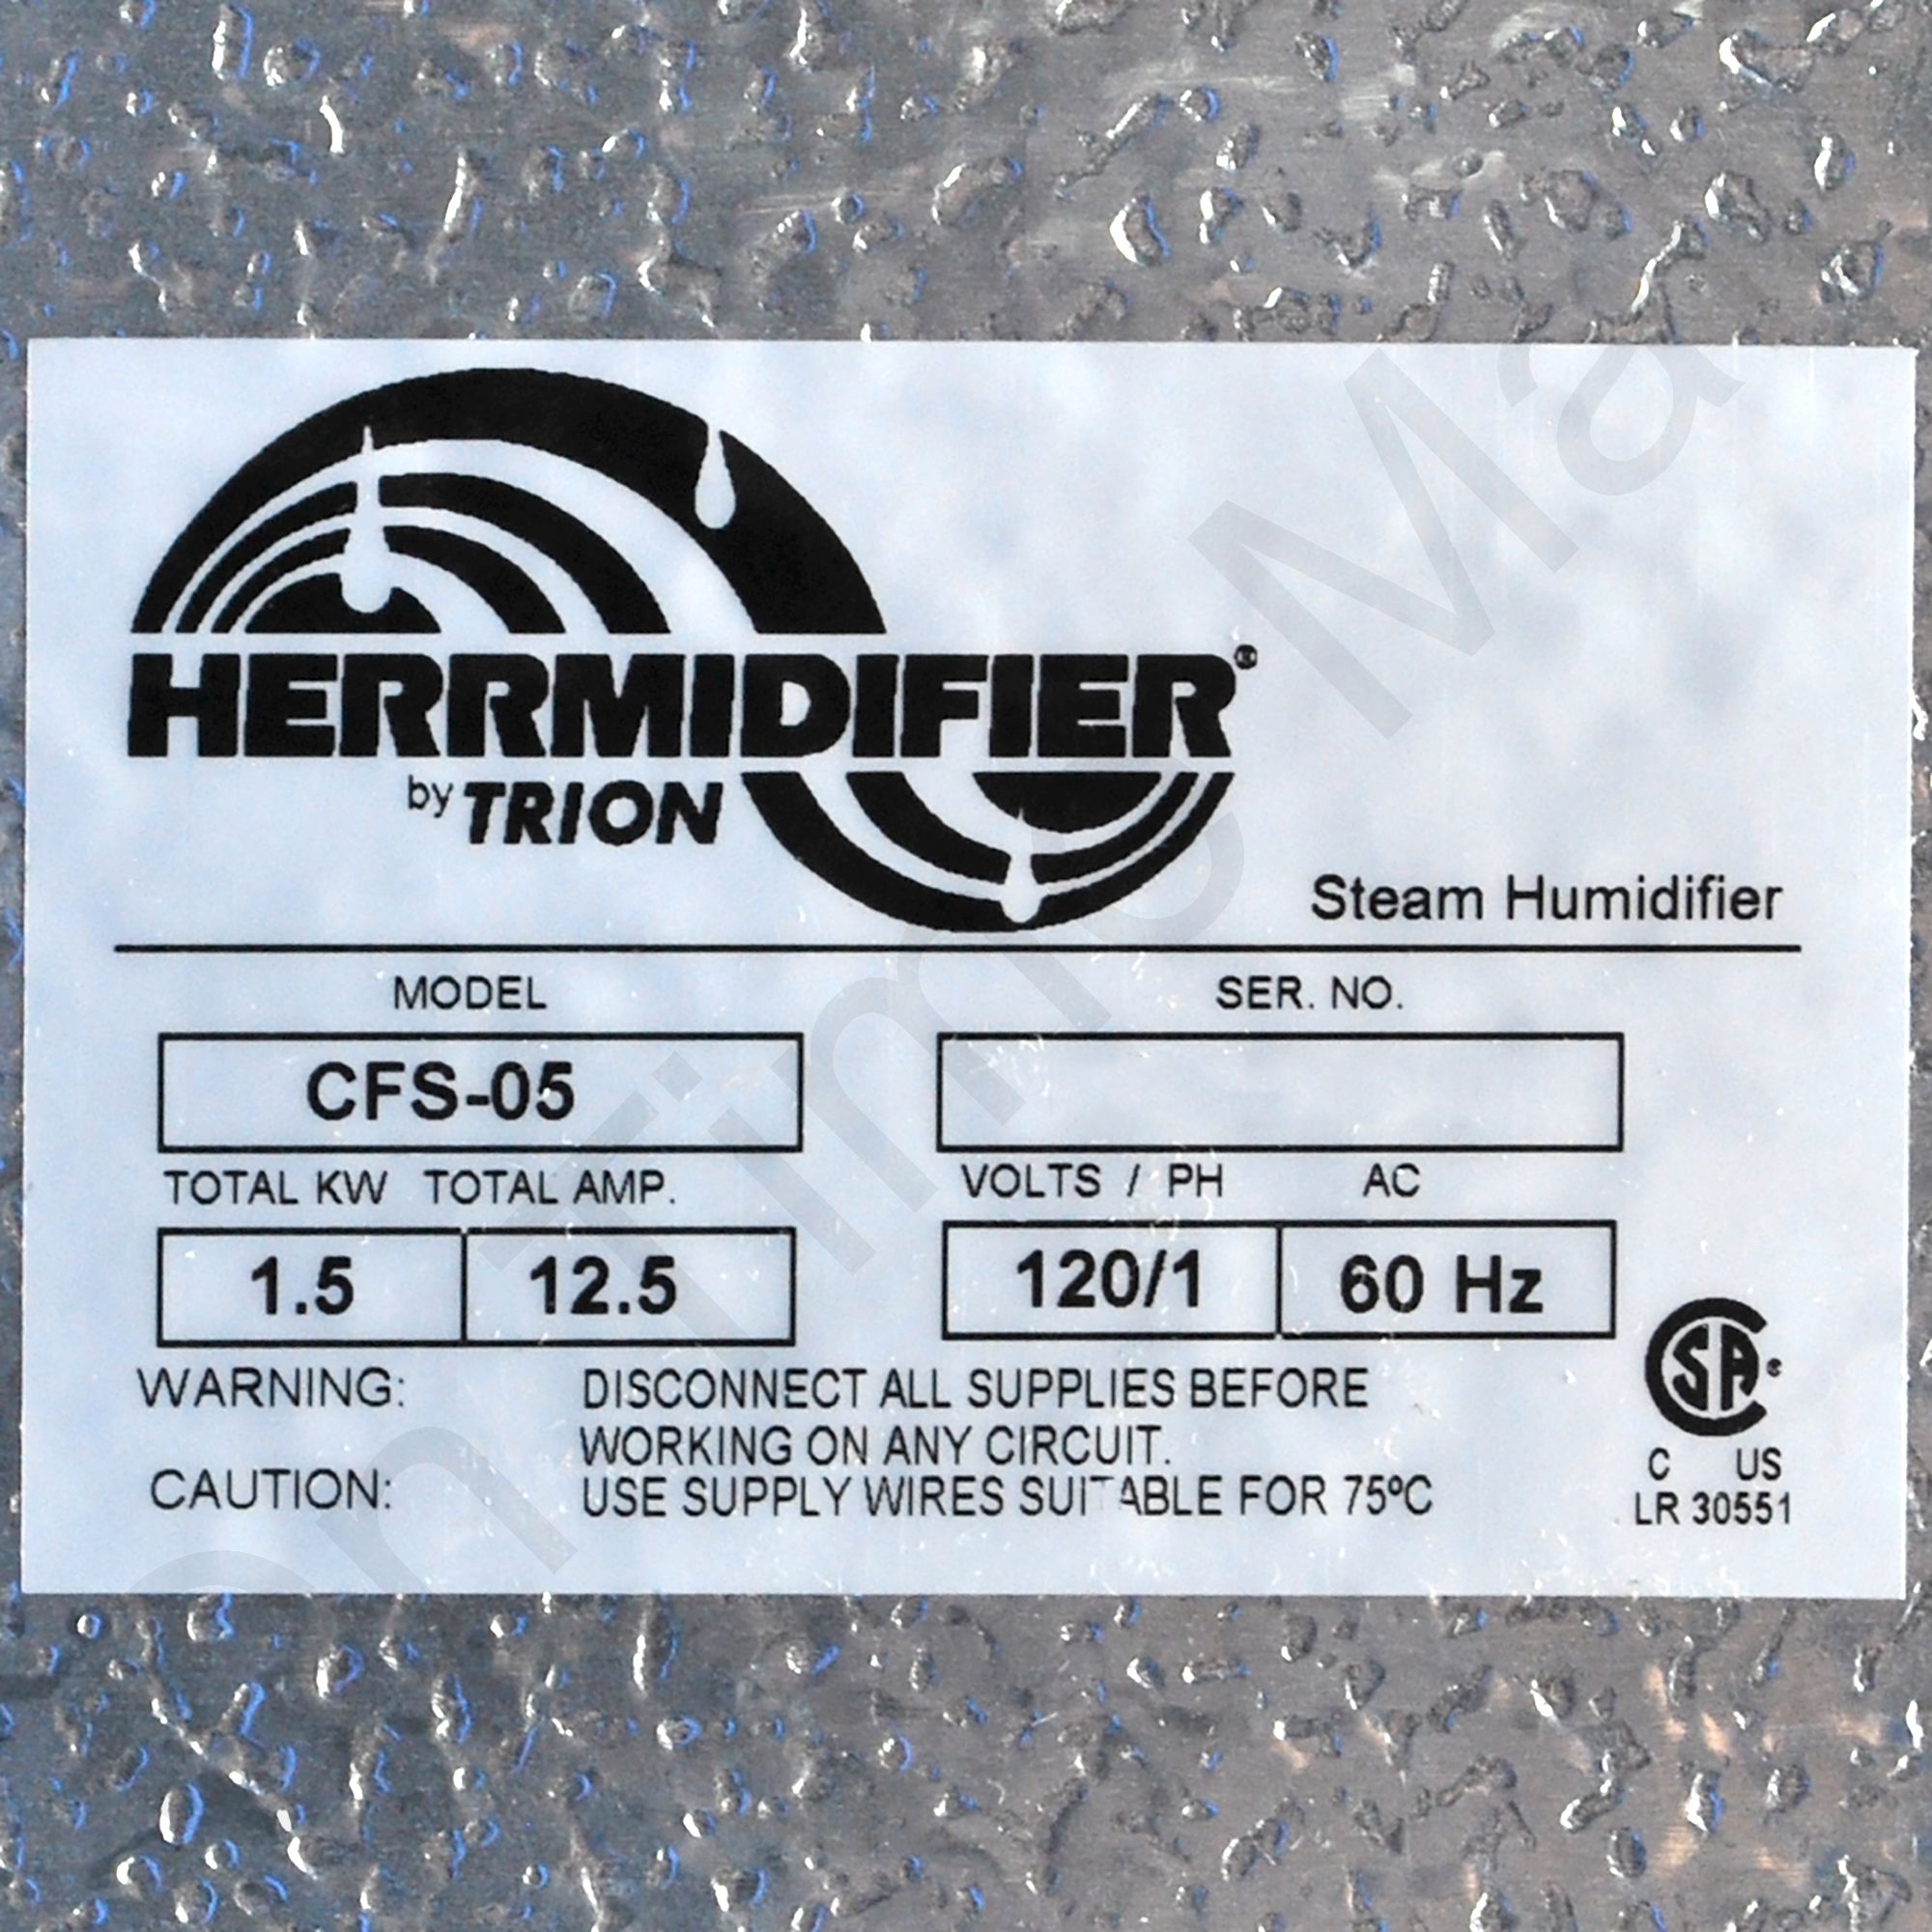 HERRMIDIFIER®
by TRION
Steam Humidifier
MODEL SER. NO.
CFS-05
TOTAL KW TOTAL AMP. VOLTS / PH AC
1.5 12.5 120/1 60 Hz
WARNING: DISCONNECT ALL SUPPLIES BEFORE
WORKING ON ANY CIRCUIT.
CAUTION: USE SUPPLY WIRES SUITABLE FOR 75ºC
CSA®
C US
LR 30551